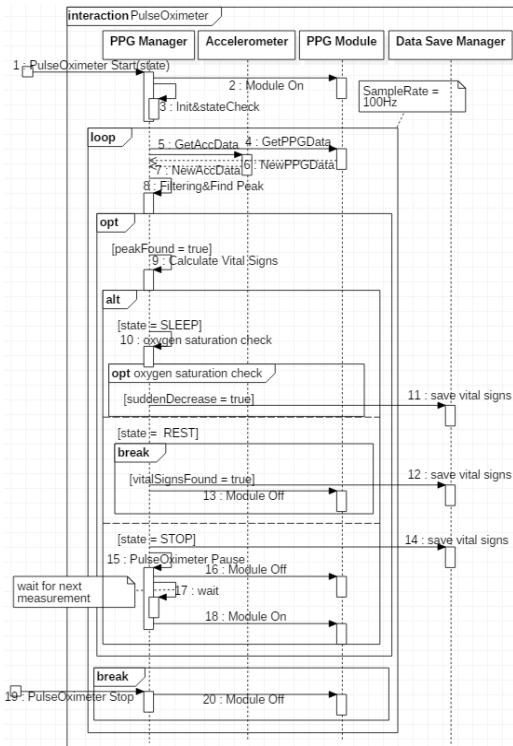 interaction PulseOximeter
PPG Manager
Accelerometer
PPG Module
Data Save Manager
1 : PulseOximeter Start(state)
2 : Module On
3 : Init&stateCheck
SampleRate =
100Hz
loop
4 : GetPPGData
5 : GetAccData
6 : NewPPGData
7 : NewAccData
8 : Filtering&Find Peak
opt
[peakFound = true]
9 : Calculate Vital Signs
alt
[state = SLEEP]
10 : oxygen saturation check
opt oxygen saturation check
[suddenDecrease = true]
11 : save vital signs
[state =  REST]
break
[vitalSignsFound = true]
12 : save vital signs
13 : Module Off
[state = STOP]
14 : save vital signs
15 : PulseOximeter Pause
16 : Module Off
wait for next
measurement
17 : wait
18 : Module On
break
19 : PulseOximeter Stop
20 : Module Off